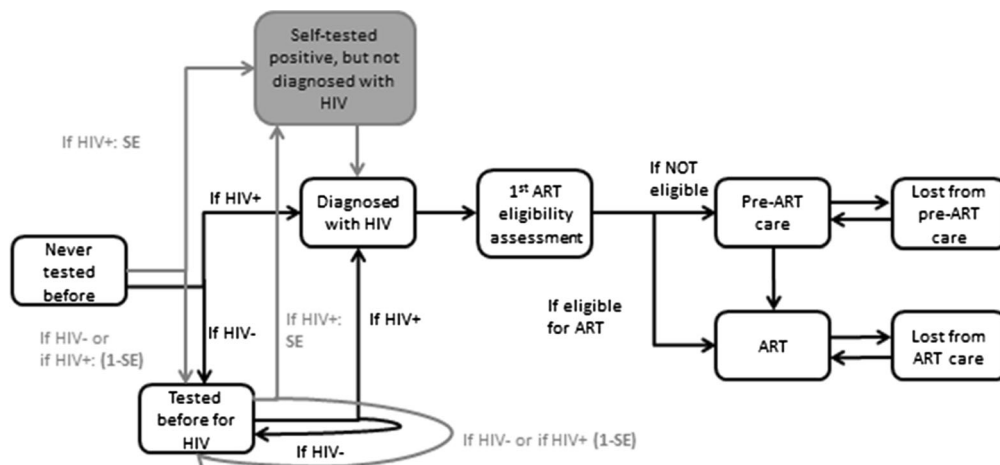 Self-tested
positive, but not
diagnosed with
HIV
If HIV+: SE
If HIV+
Diagnosed
with HIV
1st ART
eligibility
assessment
If NOT
eligible
Pre-ART
care
Lost from
pre-ART
care
Never
tested
before
If HIV- or
if HIV+: (1-SE)
If HIV-
If HIV+:
SE
If HIV+
If eligible
for ART
ART
Lost from
ART care
Tested
before for
HIV
If HIV-
If HIV- or if HIV+ (1-SE)